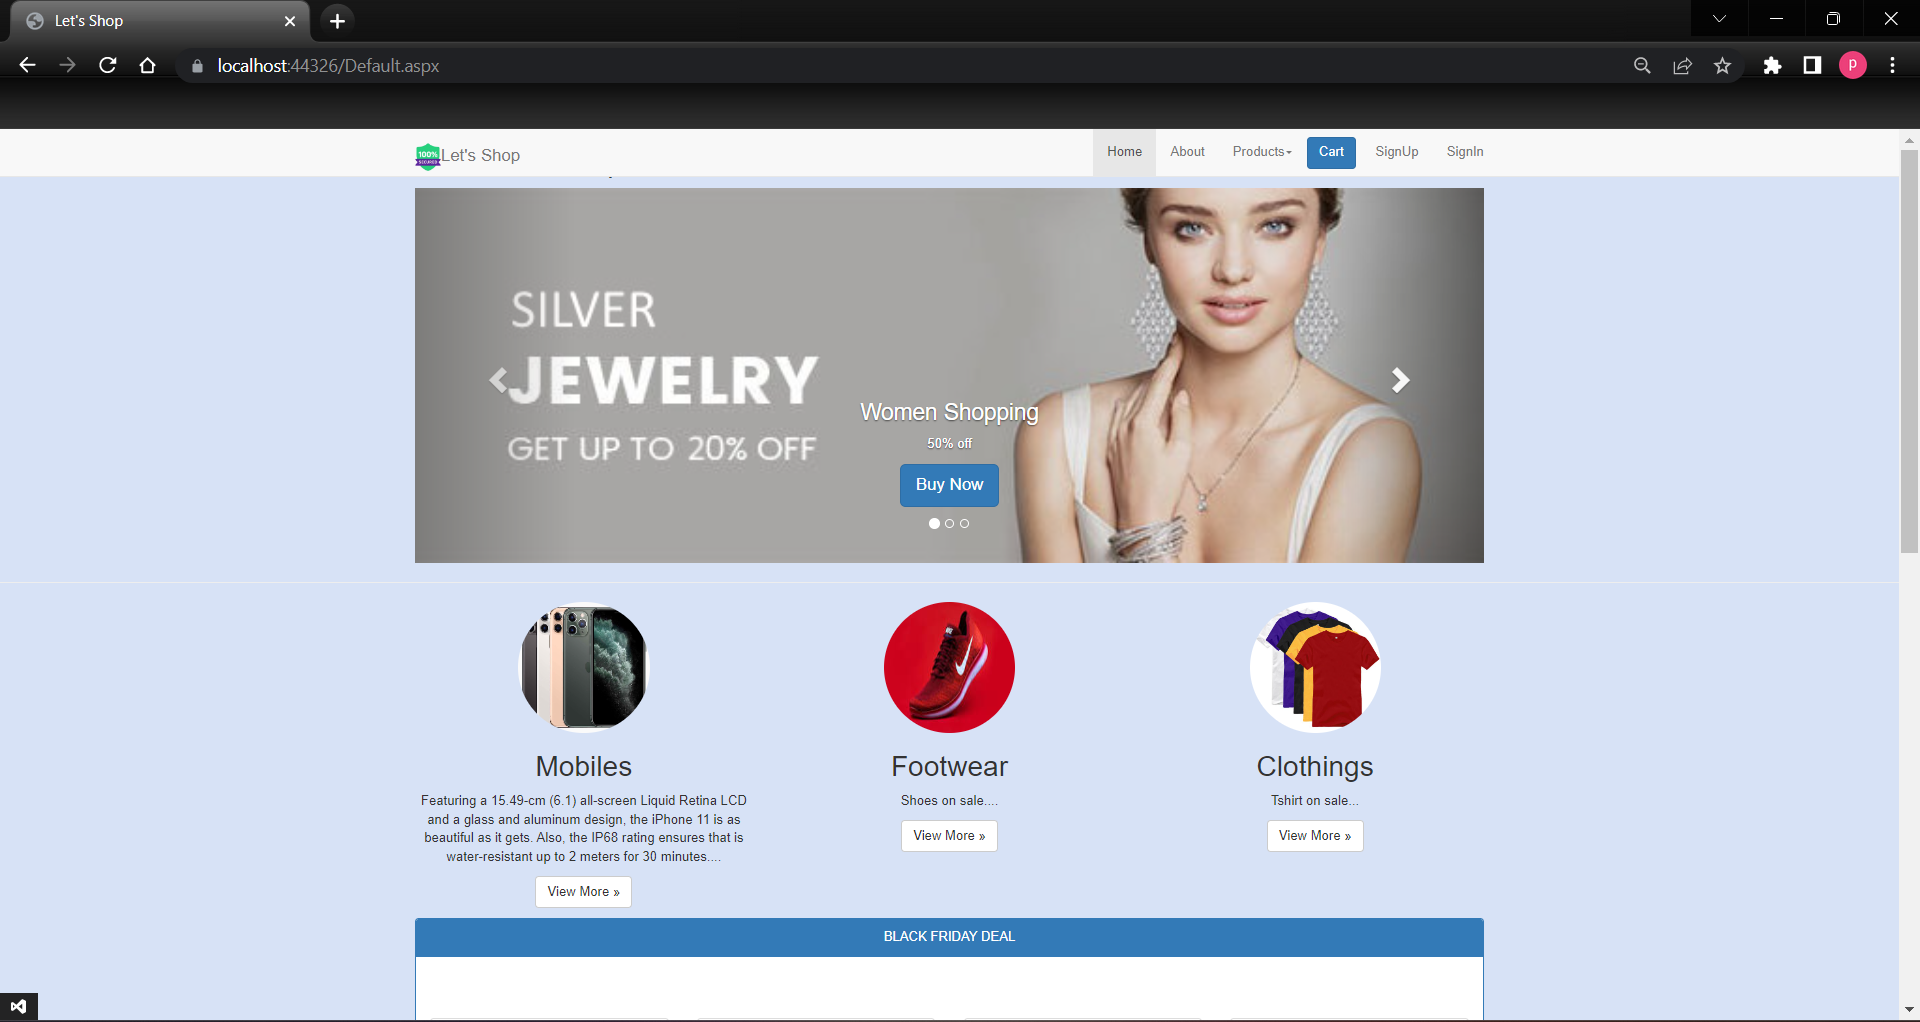 Let's Shop
localhost:44326/Default.aspx
P
100%
SECURED
Let's Shop
Home
About
Products
Cart
SignUp
SignIn
SILVER
JEWELRY
GET UP TO 20% OFF
Women Shopping
50% off
Buy Now
Mobiles
Featuring a 15.49-cm (6.1) all-screen Liquid Retina LCD
and a glass and aluminum design, the iPhone 11 is as
beautiful as it gets. Also, the IP68 rating ensures that is
water-resistant up to 2 meters for 30 minutes....
View More »
Footwear
Shoes on sale....
View More »
Clothings
Tshirt on sale...
View More »
BLACK FRIDAY DEAL